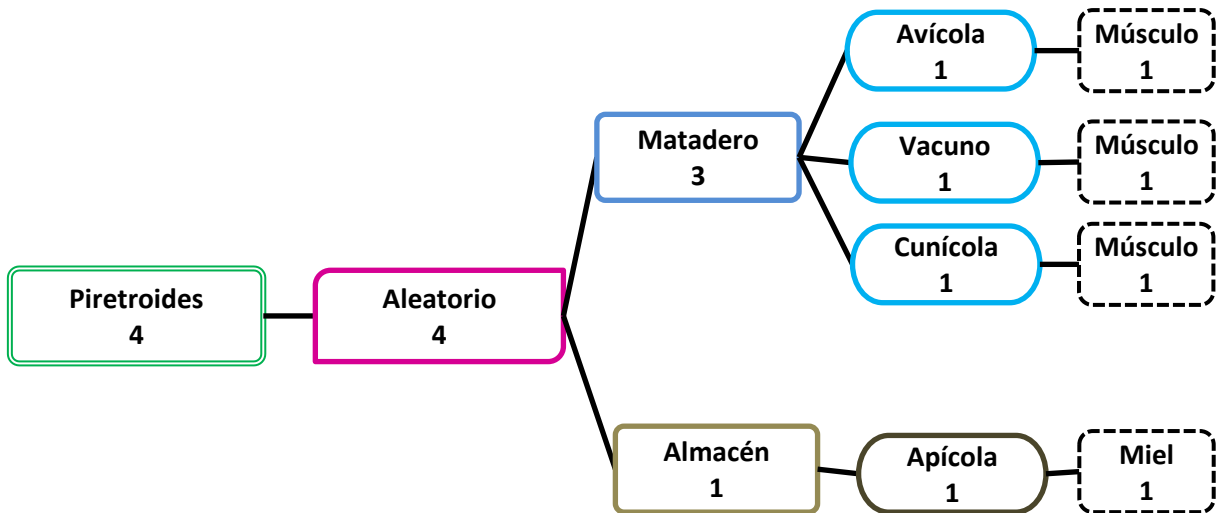 Avícola
1
Músculo
1
Matadero
3
Vacuno
1
Músculo
1
Cunícola
1
Músculo
1
Piretroides
4
Aleatorio
4
Almacén
1
Apícola
1
Miel
1